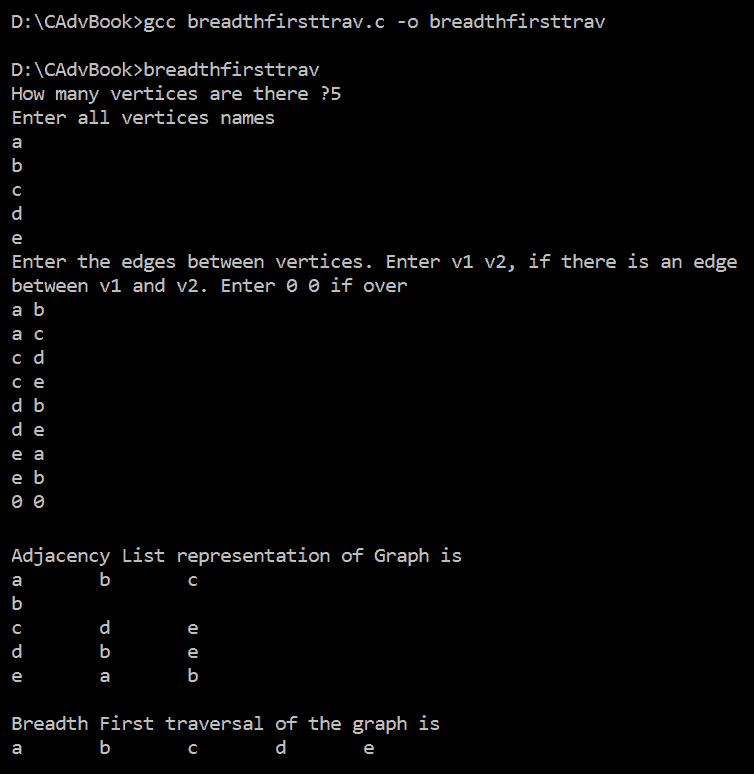 D:\CAdvBook>gcc breadthfirsttrav.c -o breadthfirsttrav
D:\CAdvBook>breadthfirsttrav
How many vertices are there ?5
Enter all vertices names
a
b
c
d
e
Enter the edges between vertices. Enter v1 v2, if there is an edge
between v1 and v2. Enter 0 0 if over
a b
a c
c d
c e
d b
d e
e a
e b
0 0
Adjacency List representation of Graph is
a       b       c
b
c       d       e
d       b       e
e       a       b
Breadth First traversal of the graph is
a       b       c       d       e